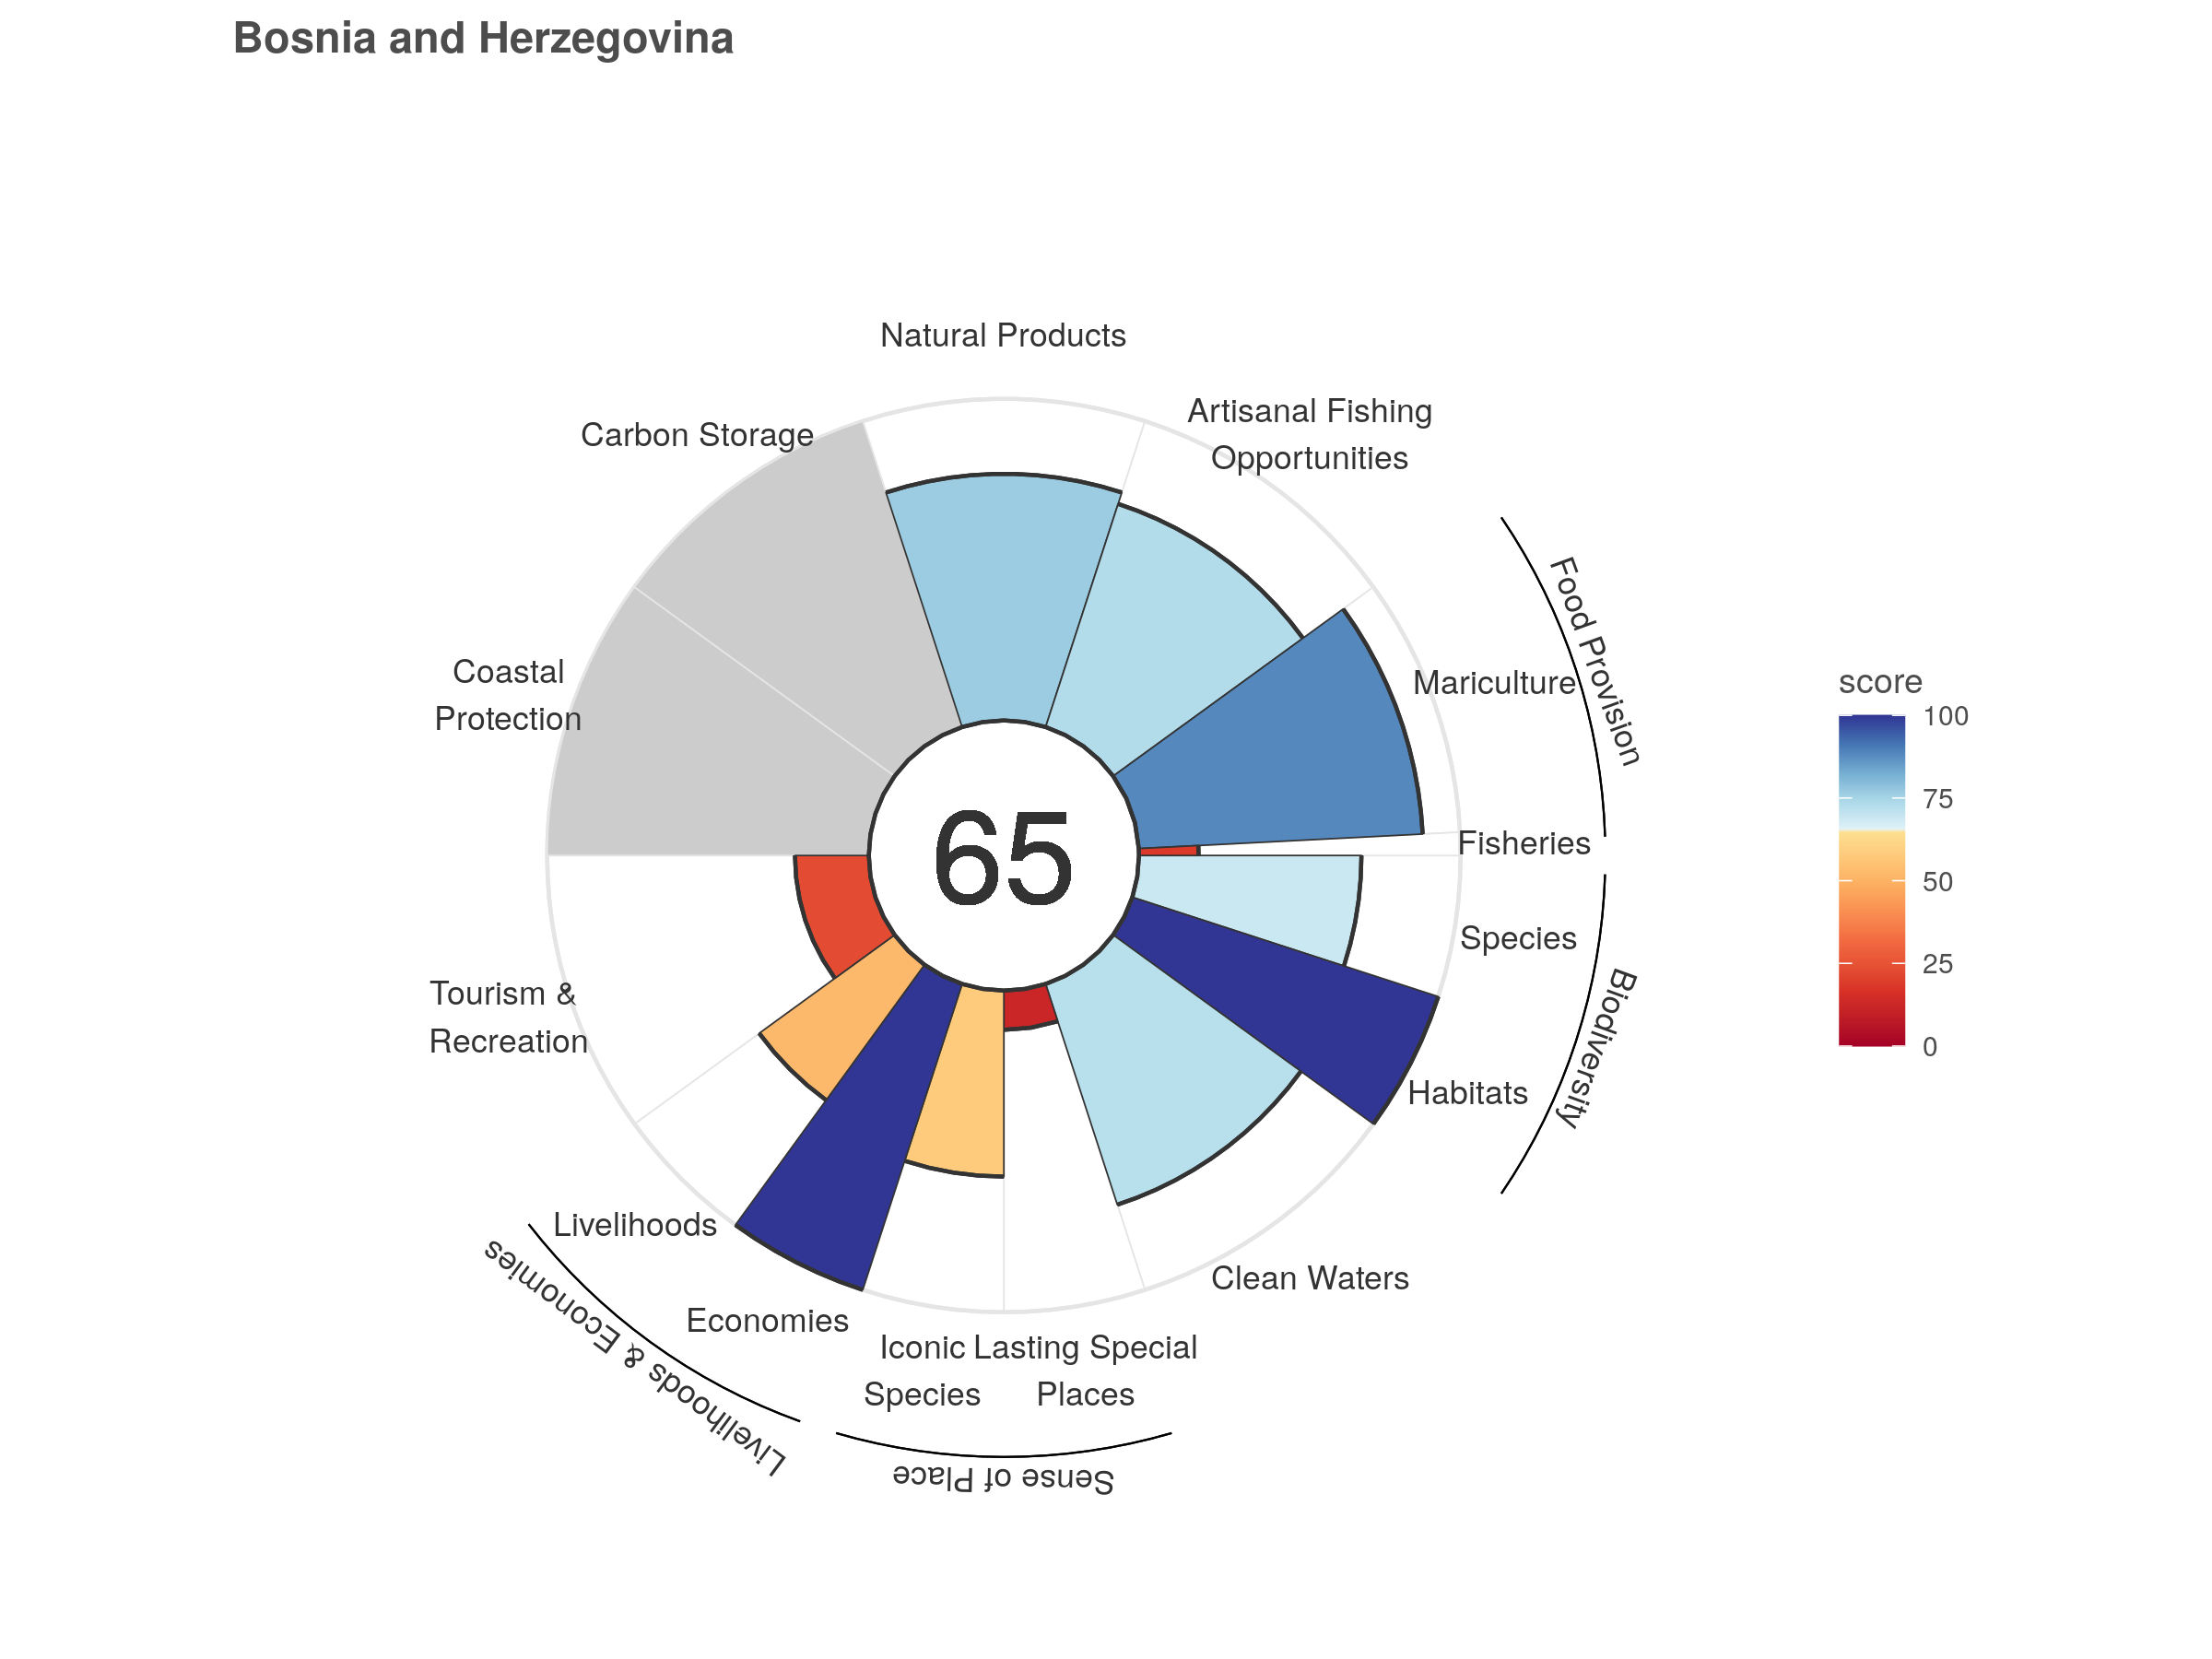 Bosnia and Herzegovina
Natural Products
Artisanal Fishing
Opportunities
Carbon Storage
Food Provision
Coastal
Protection
Mariculture
score
100
75
50
25
0
65
Fisheries
Species
Biodiversity
Tourism &
Recreation
Habitats
Livelihoods
Clean Waters
Economies
Livelihoods & Economies
Iconic
Species
Lasting Special
Places
Sense of Place